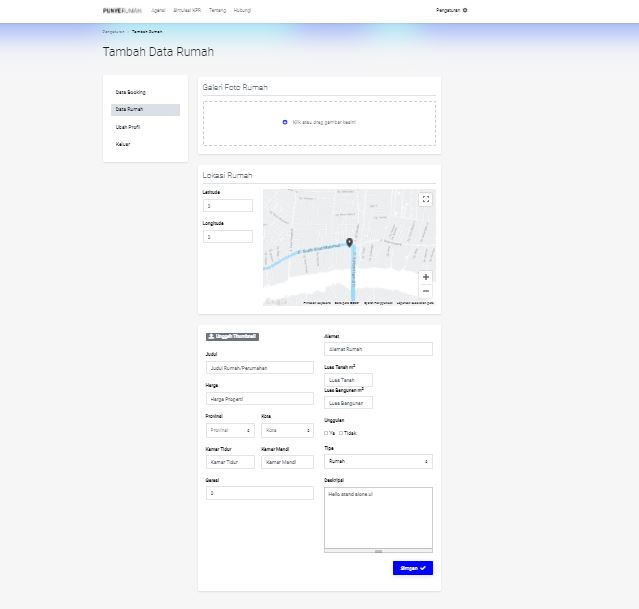 PUNYERUMAH
Agensi Simulasi KPR Tentang Hubungi
Pengaturan
Pengaturan > Tambah Rumah
Tambah Data Rumah
Data Booking
Data Rumah
Ubah Profil
Keluar
Galeri Foto Rumah
Klik atau drag gambar kesini
Lokasi Rumah
Latitude
0
Longitude
0
Unggah Thumbnail
Judul
Judul Rumah/Perumahan
Harga
Harga Properti
Provinsi
Kota
Provinsi
Kota
Kamar Tidur
Kamar Mandi
Kamar Tidur
Kamar Mandi
Garasi
0
Alamat
Alamat Rumah
Luas Tanah m²
Luas Tanah
Luas Bangunan m²
Luas Bangunan
Unggulan
Ya Tidak
Tipe
Rumah
Deskripsi
Hello stand alone ui
Simpan